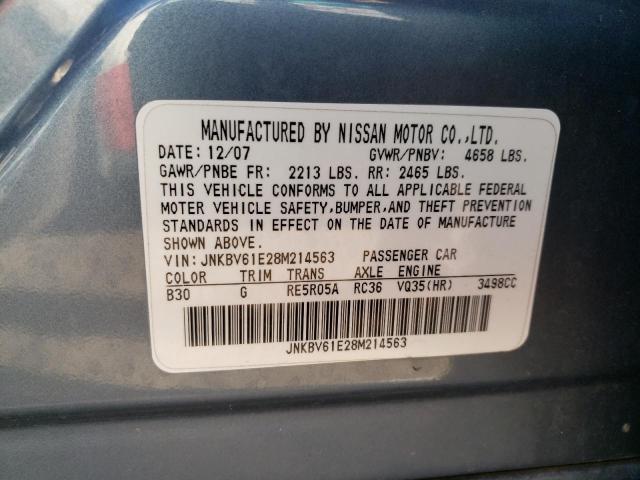 MANUFACTURED BY NISSAN MOTOR CO.,LTD.
DATE: 12/07 GVWR/PNBV: 4658 LBS.
GAWR/PNBE FR: 2213 LBS. RR: 2465 LBS.
THIS VEHICLE CONFORMS TO ALL APPLICABLE FEDERAL
MOTER VEHICLE SAFETY,BUMPER,AND THEFT PREVENTION
STANDARDS IN EFFECT ON THE DATE OF MANUFACTURE
SHOWN ABOVE.
VIN: JNKBV61E28M214563 PASSENGER CAR
COLOR TRIM TRANS AXLE ENGINE
B30 G RE5R05A RC36 VQ35(HR) 3498CC
JNKBV61E28M214563